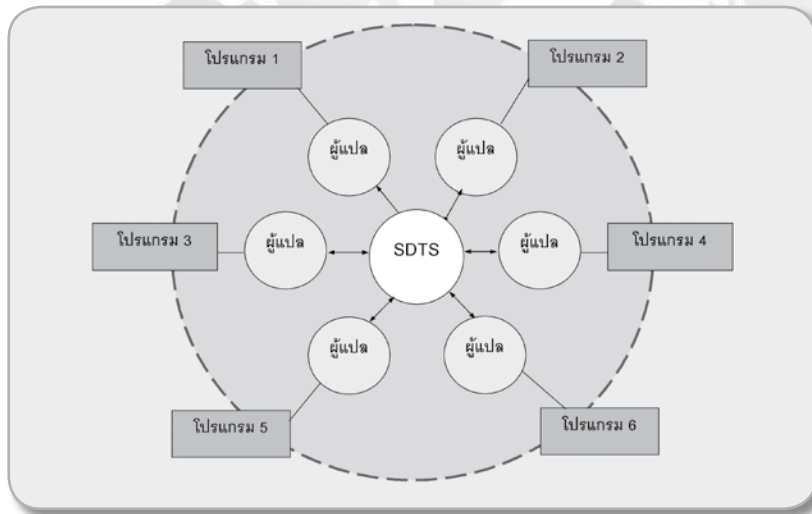 โปรแกรม 1
โปรแกรม 2
ผู้แปล
ผู้แปล
โปรแกรม 3
ผู้แปล
SDTS
ผู้แปล
โปรแกรม 4
ผู้แปล
ผู้แปล
โปรแกรม 5
โปรแกรม 6